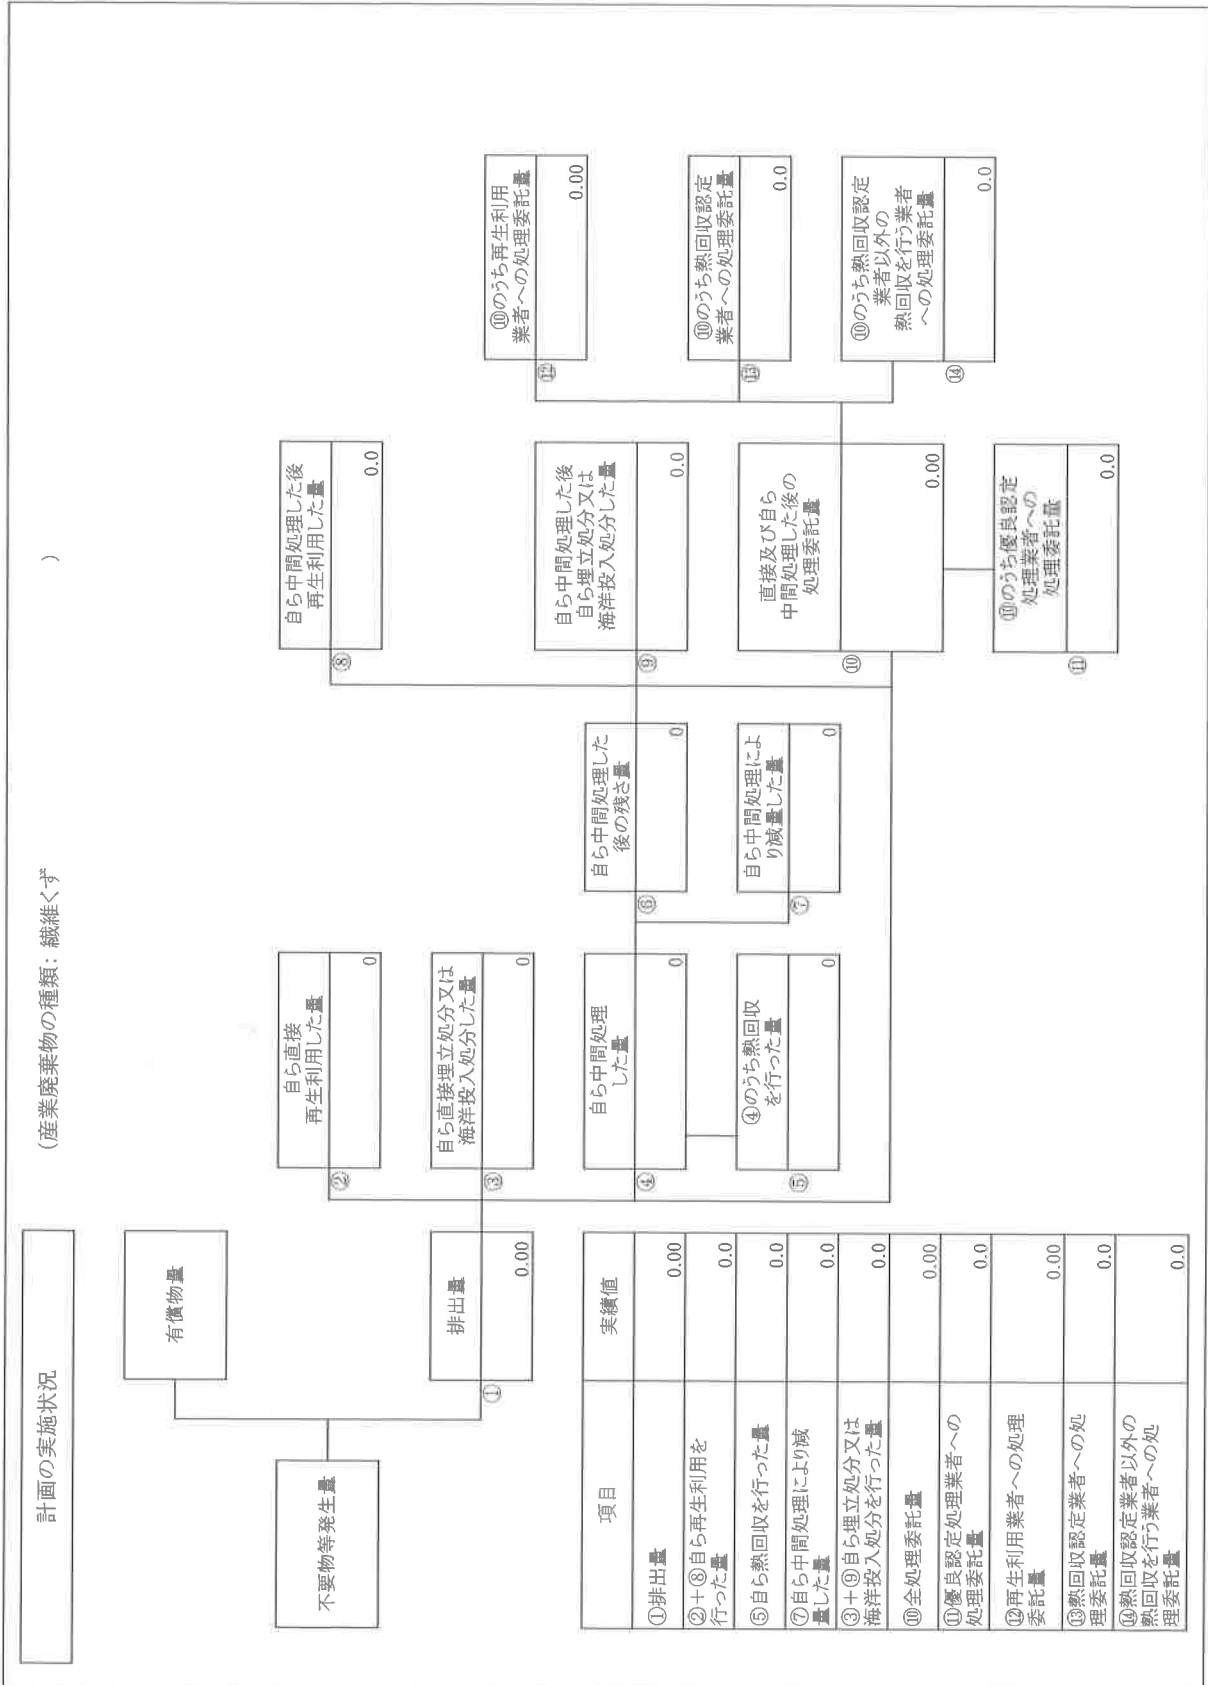 計画の実施状況
(産業廃棄物の種類: 繊維くず
)
有償物量
不要物等発生量
排出量
①
0.00
自ら直接
再生利用した量
②
0
自ら直接埋立処分又は
海洋投入処分した量
③
0
自ら中間処理
した量
④
0
④のうち熱回収
を行った量
⑤
0
自ら中間処理した
後の残さ量
⑥
0
自ら中間処理によ
り減量した量
⑦
0
自ら中間処理した後
再生利用した量
⑧
0.0
自ら中間処理した後
自ら埋立処分又は
海洋投入処分した量
⑨
0.0
直接及び自ら
中間処理した後の
処理委託量
⑩
0.00
⑩のうち優良認定
処理業者への
処理委託量
⑪
0.0
⑩のうち再生利用
業者への処理委託量
⑫
0.00
⑩のうち熱回収認定
業者への処理委託量
⑬
0.0
⑩のうち熱回収認定
業者以外の
熱回収を行う業者
への処理委託量
⑭
0.0
項目
実績値
①排出量
0.00
②+⑧自ら再生利用を
行った量
0.0
⑤自ら熱回収を行った量
0.0
⑦自ら中間処理により減
量した量
0.0
③+⑨自ら埋立処分又は
海洋投入処分を行った量
0.0
⑩全処理委託量
0.00
⑪優良認定処理業者への
処理委託量
0.0
⑫再生利用業者への処理
委託量
0.00
⑬熱回収認定業者への処
理委託量
0.0
⑭熱回収認定業者以外の
熱回収を行う業者への処
理委託量
0.0